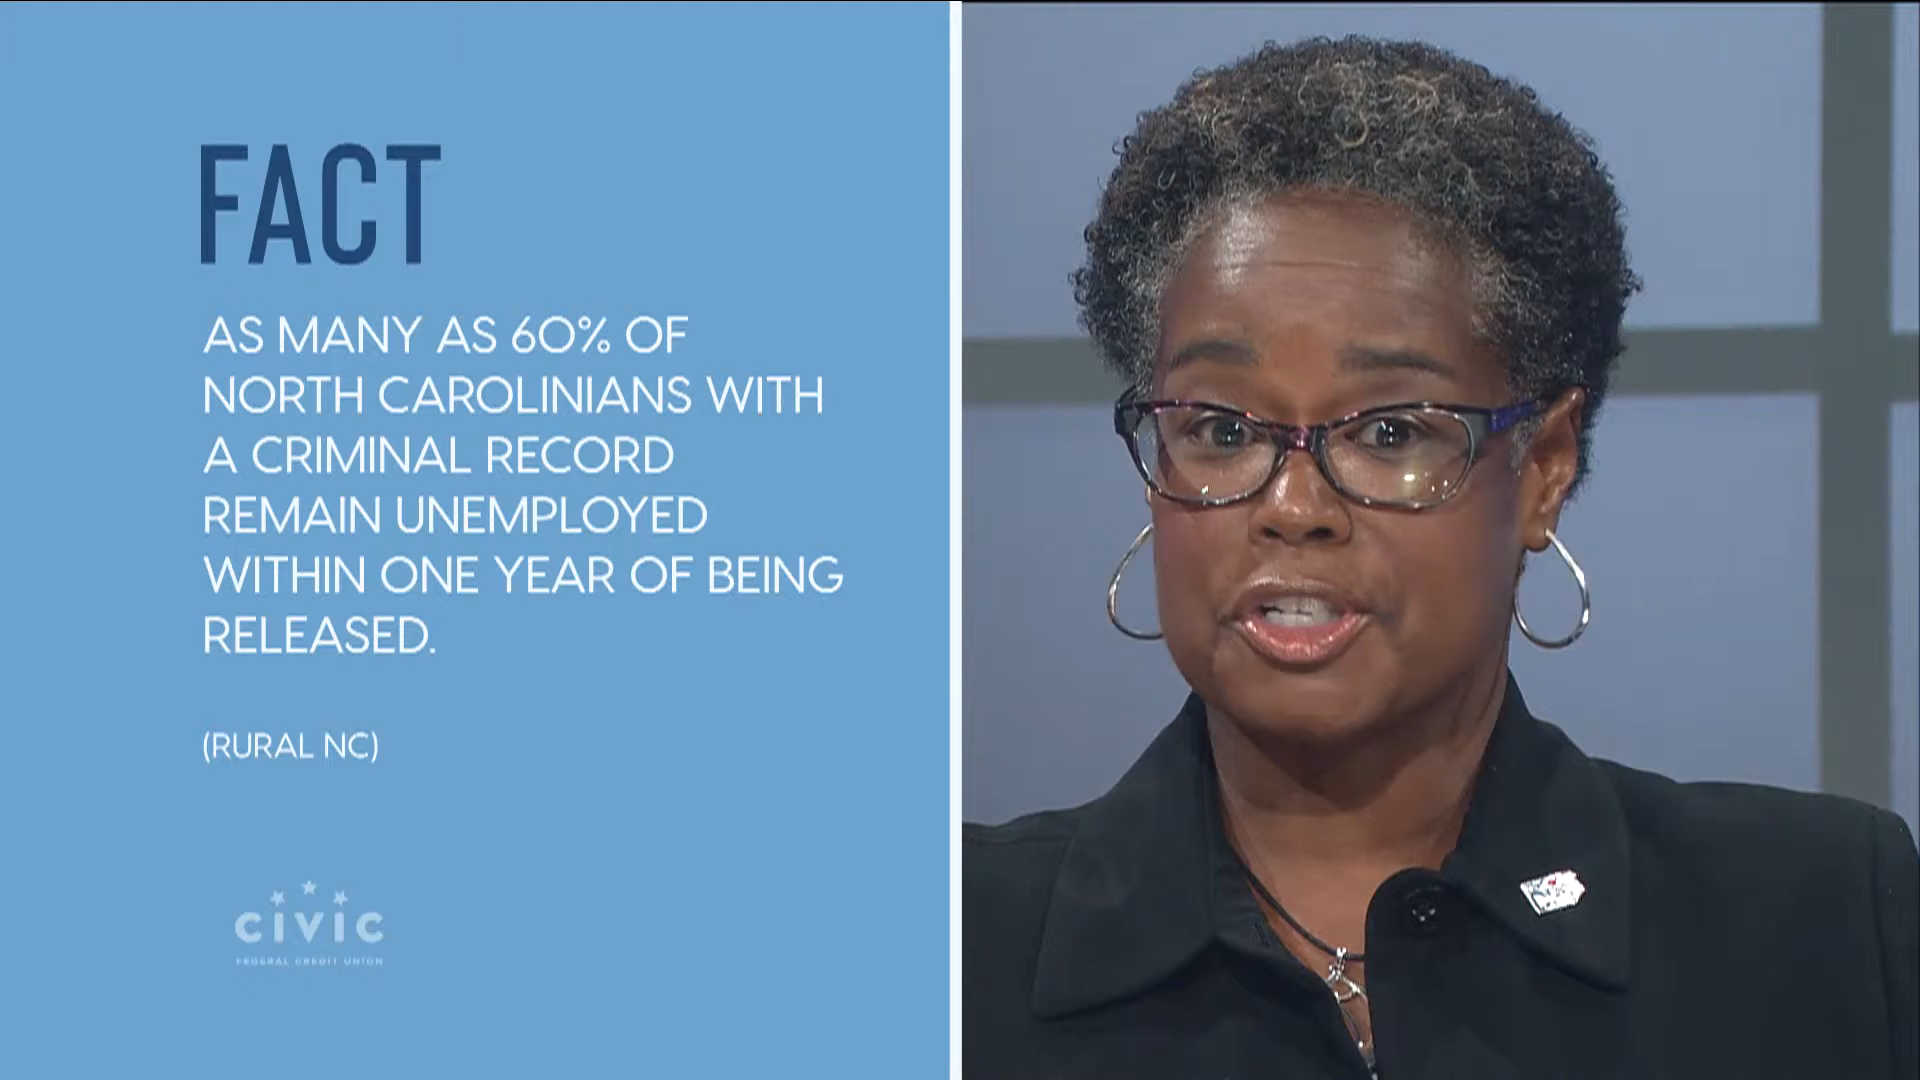 FACT
AS MANY AS 60% OF
NORTH CAROLINIANS WITH
A CRIMINAL RECORD
REMAIN UNEMPLOYED
WITHIN ONE YEAR OF BEING
RELEASED.
(RURAL NC)
civic
FEDERAL CREDIT UNION